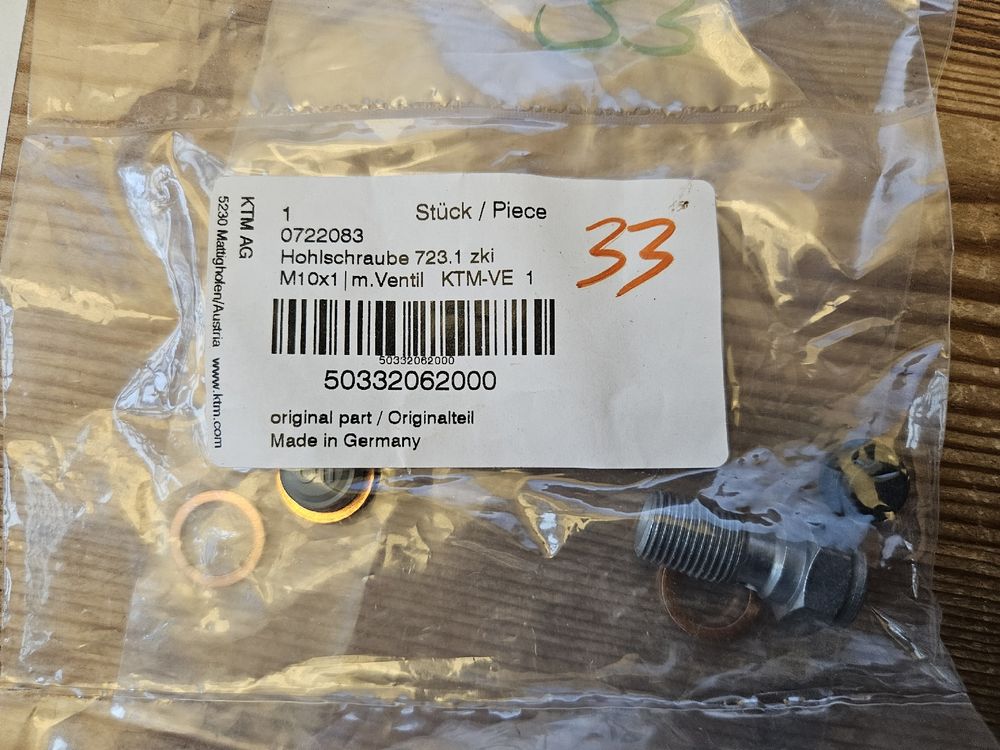 33
KTM AG
5230 Mattighofen/Austria www.ktm.com
1 Stück / Piece
0722083
Hohlschraube 723.1 zki
M10x1|m.Ventil KTM-VE 1
33
50332062000
50332062000
original part / Originalteil
Made in Germany